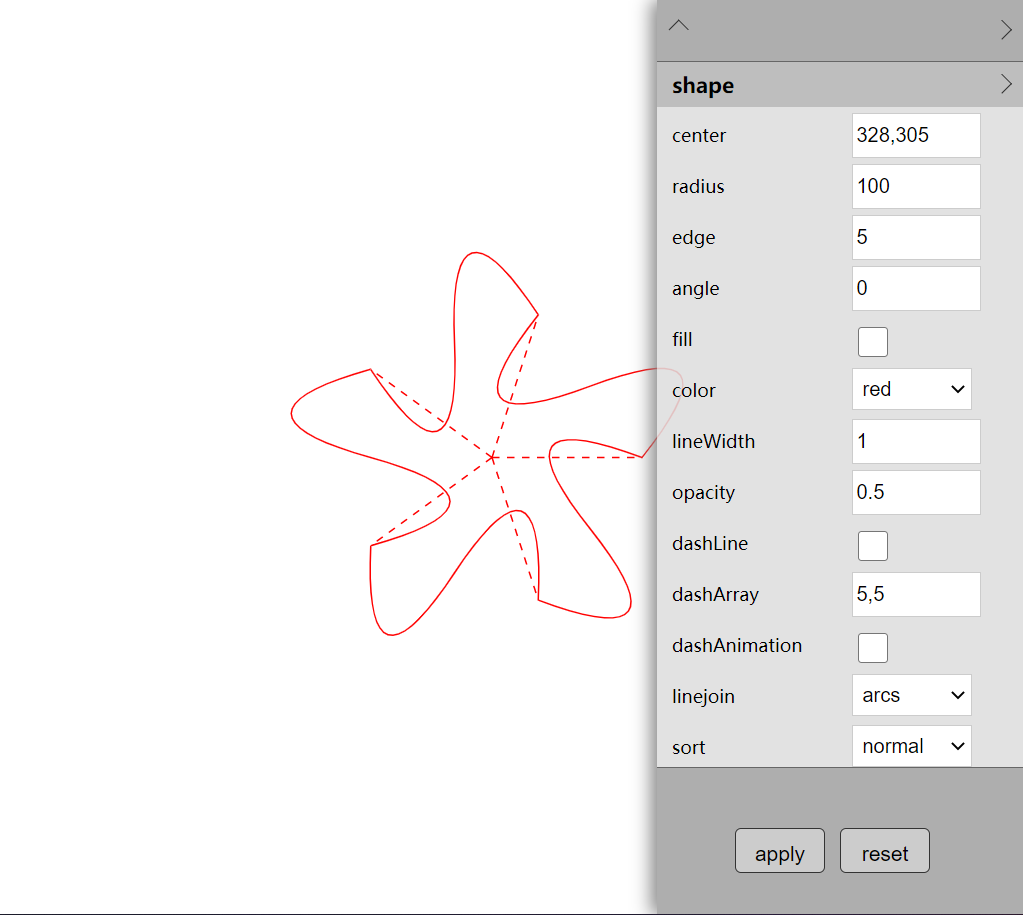 shape
center 328,305
radius 100
edge 5
angle 0
fill
color red
lineWidth 1
opacity 0.5
dashLine
dashArray 5,5
dashAnimation
linejoin arcs
sort normal
apply reset